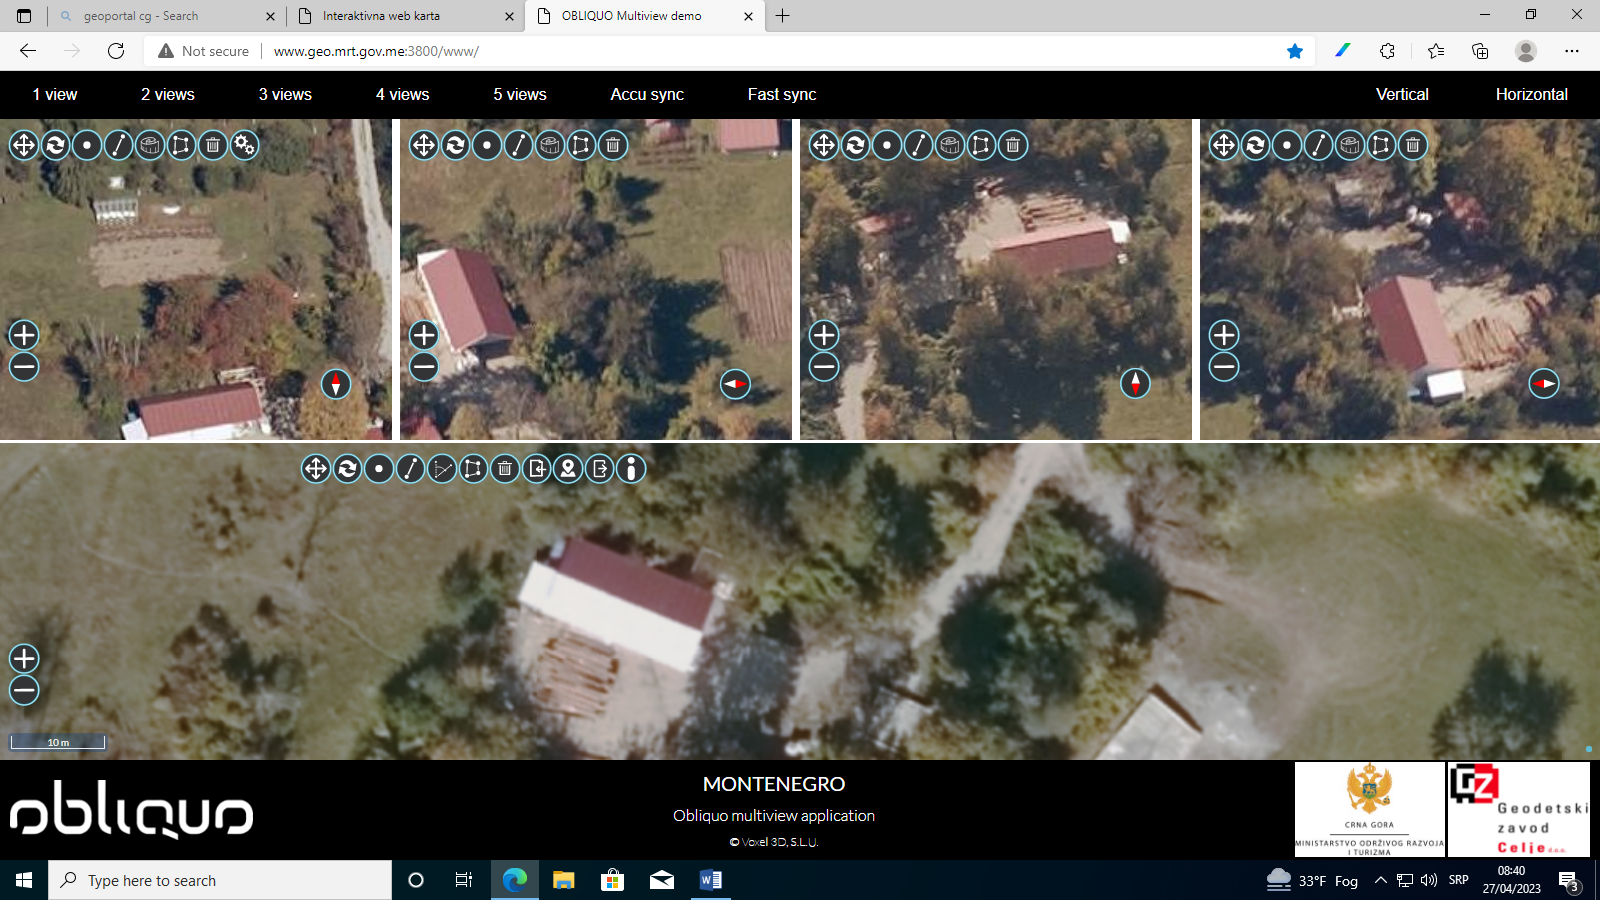 geoportal cg - Search
Interaktivna web karta
OBLIQUO Multiview demo
Not secure
www.geo.mrt.gov.me:3800/www/
1 view
2 views
3 views
4 views
5 views
Accu sync
Fast sync
Vertical
Horizontal
10 m
obliquo
MONTENEGRO
Obliquo multiview application
© Voxel 3D, S.L.U.
CRNA GORA
MINISTARSTVO ODRŽIVOG RAZVOJA
I TURIZMA
GZ
Geodetski
zavod
Celje d.o.o.
Type here to search
33°F Fog
SRP
08:40
27/04/2023
3